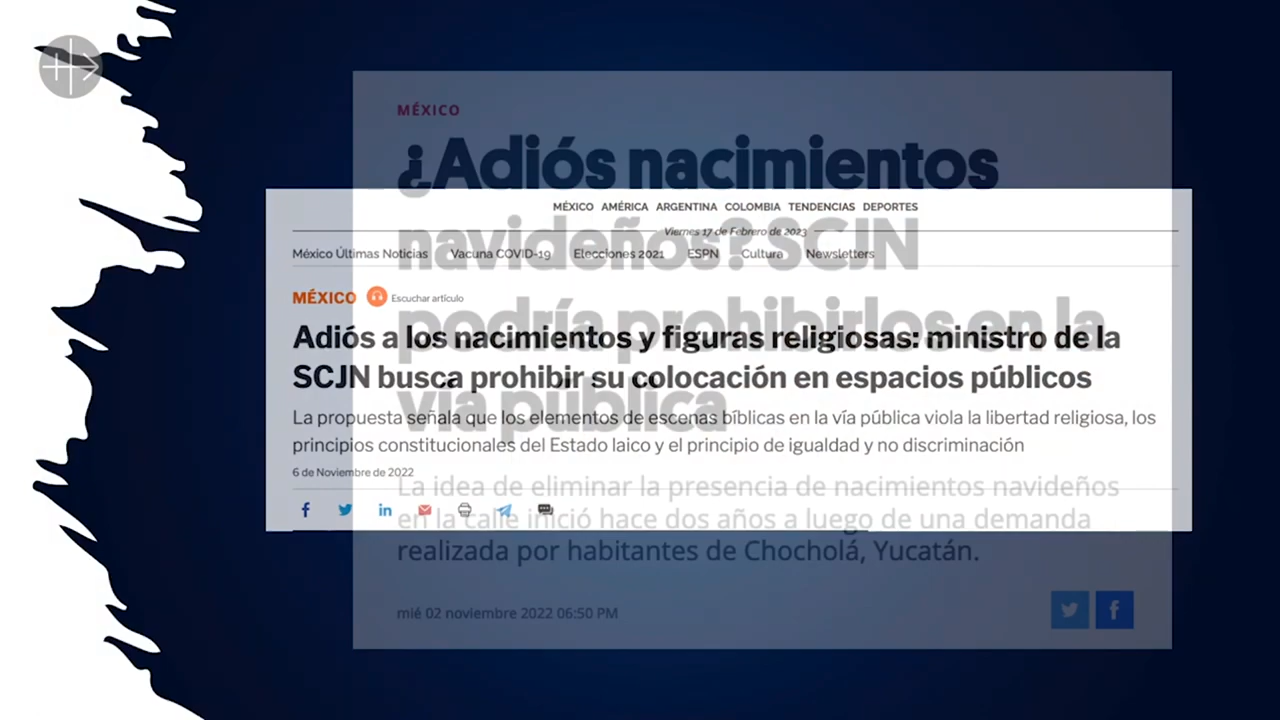 MÉXICO
¿Adiós nacimientos
navideños? SCJN
podría prohibirlos en la
vía pública
La idea de eliminar la presencia de nacimientos navideños
en la calle inició hace dos años a luego de una demanda
realizada por habitantes de Chocholá, Yucatán.
mié 02 noviembre 2022 06:50 PM
MÉXICO AMÉRICA ARGENTINA COLOMBIA TENDENCIAS DEPORTES
Viernes 17 de Febrero de 2023
México Últimas Noticias Vacuna COVID-19 Elecciones 2021 ESPN Cultura Newsletters
MÉXICO Escuchar artículo
Adiós a los nacimientos y figuras religiosas: ministro de la
SCJN busca prohibir su colocación en espacios públicos
La propuesta señala que los elementos de escenas bíblicas en la vía pública viola la libertad religiosa, los
principios constitucionales del Estado laico y el principio de igualdad y no discriminación
6 de Noviembre de 2022